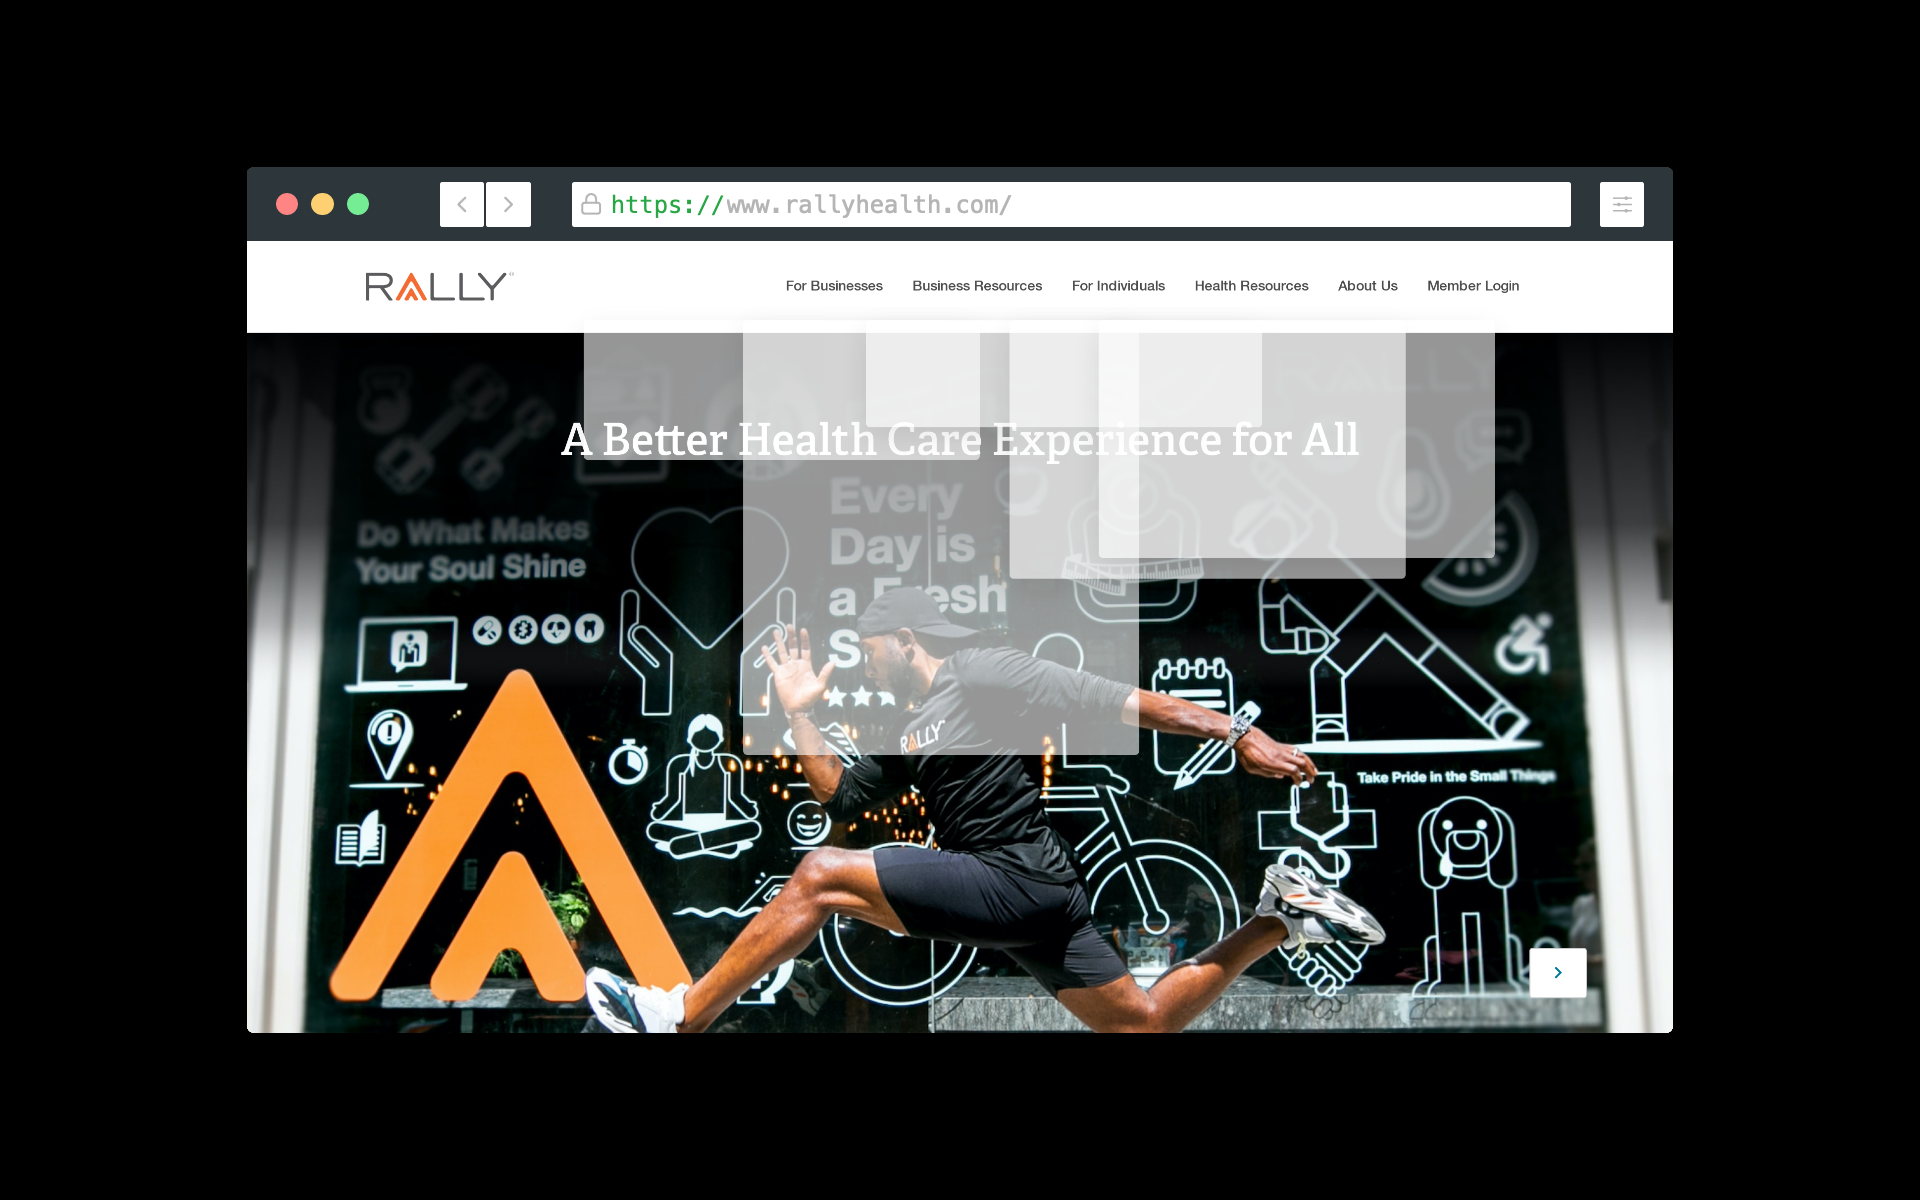 https://www.rallyhealth.com/
RALLY
For Businesses Business Resources For Individuals Health Resources About Us Member Login
A Better Health Care Experience for All
RALLY
Every
Day is
a Fresh
S
Do What Makes
Your Soul Shine
RALLY
Take Pride in the Small Things